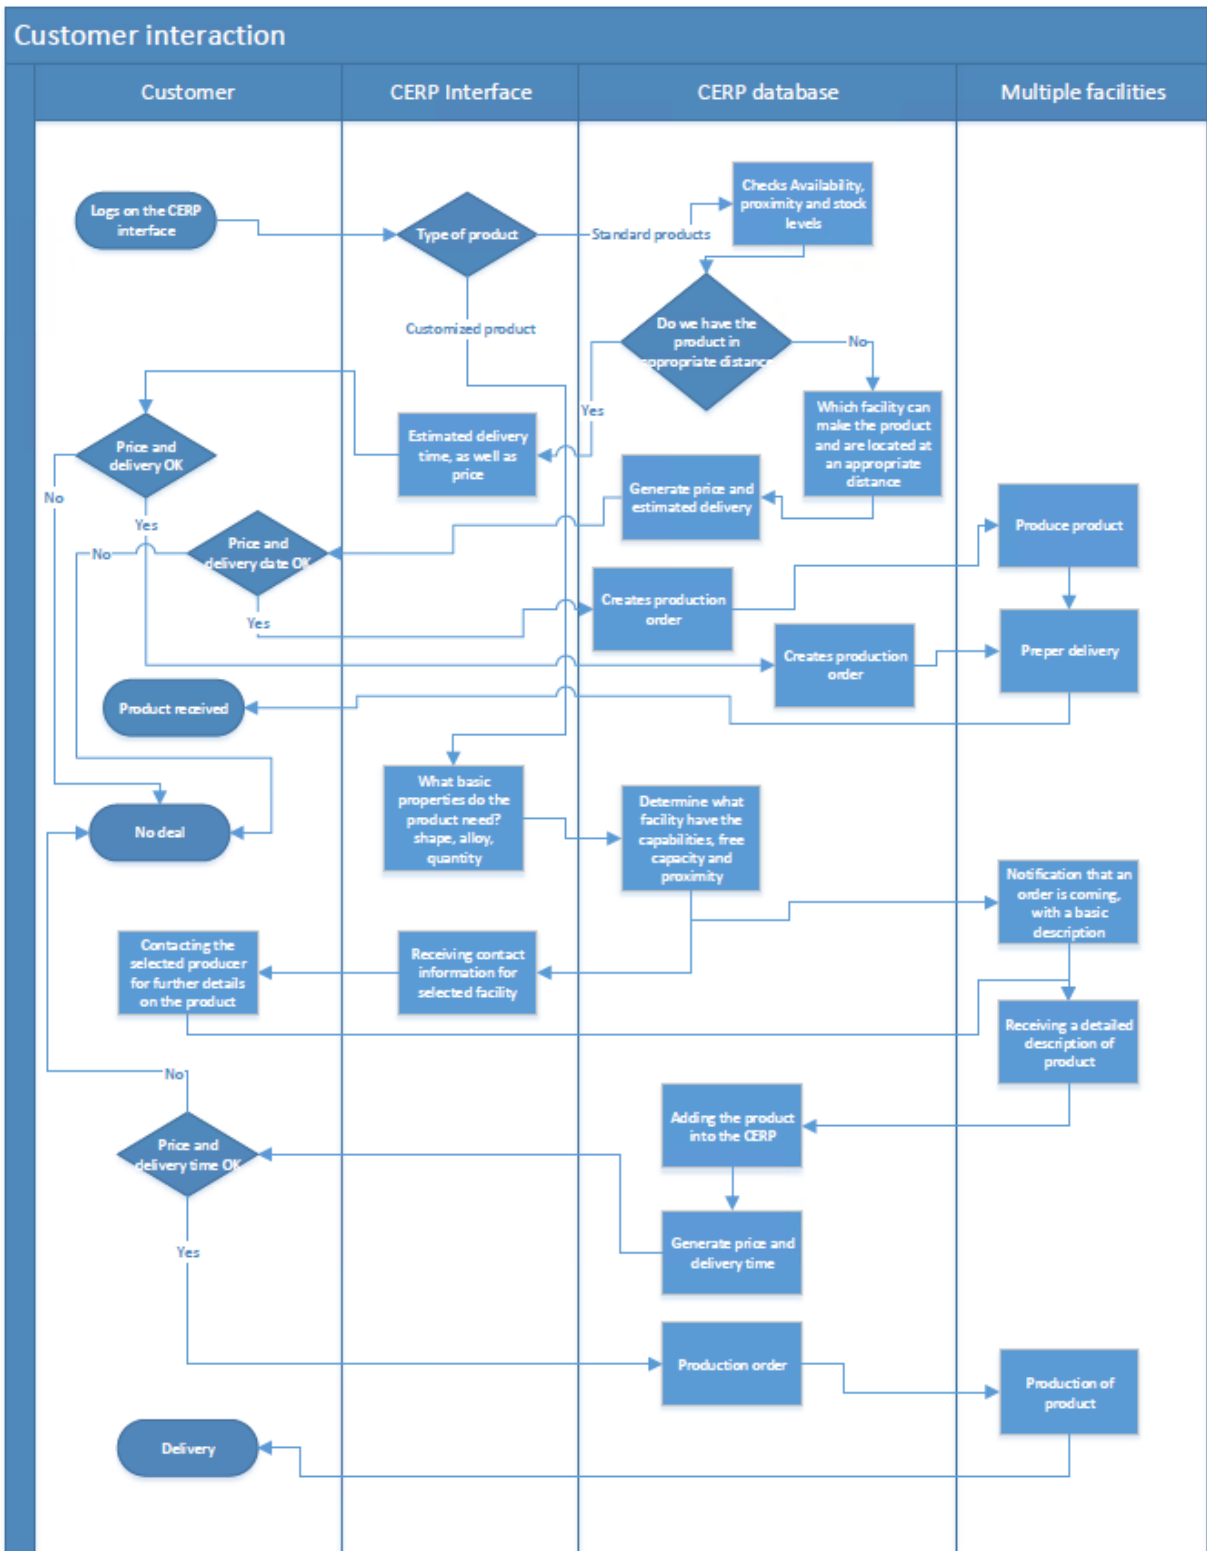 Customer interaction
Customer
CERP Interface
CERP database
Multiple facilities
Logs on the CERP
interface
Type of product
Standard products
Checks Availability,
proximity and stock
levels
Customized product
Do we have the
product in
appropriate distance
No
Yes
Which facility can
make the product
and are located at
an appropriate
distance
Price and
delivery OK
Estimated delivery
time, as well as
price
Generate price and
estimated delivery
No
Yes
Produce product
Price and
delivery date OK
No
Yes
Creates production
order
Creates production
order
Preper delivery
Product received
What basic
properties do the
product need?
shape, alloy,
quantity
Determine what
facility have the
capabilities, free
capacity and
proximity
No deal
Notification that an
order is coming,
with a basic
description
Contacting the
selected producer
for further details
on the product
Receiving contact
information for
selected facility
Receiving a detailed
description of
product
No
Adding the product
into the CERP
Price and
delivery time OK
Yes
Generate price and
delivery time
Production order
Production of
product
Delivery